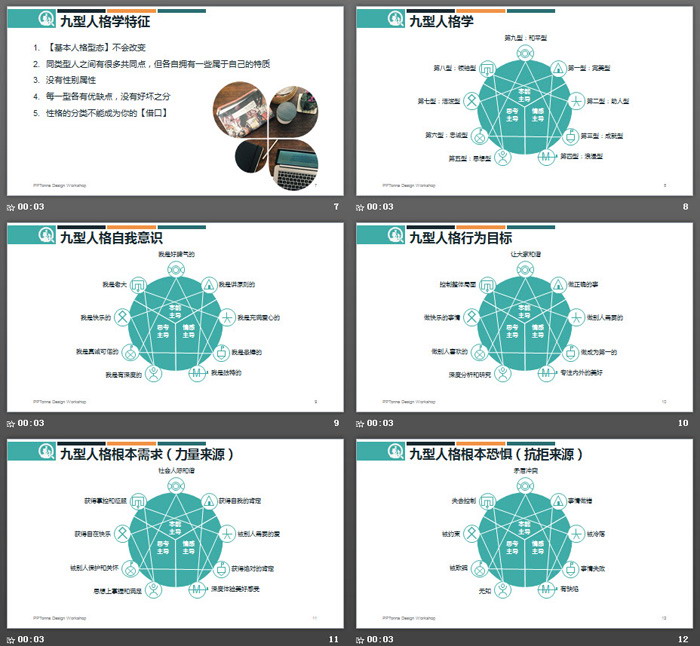 九型人格学特征
1. 【基本人格型态】不会改变
2. 同类型人之间有很多共同点，但各自拥有一些属于自己的特质
3. 没有性别属性
4. 每一型各有优缺点，没有好坏之分
5. 性格的分类不能成为你的【借口】
PPTome Design Workshop
7
00:03
7
九型人格学
第九型：和平型
第八型：领袖型
第一型：完美型
第七型：活泼型
第二型：助人型
本能
主导
思考
主导
情感
主导
第六型：忠诚型
第三型：成就型
第五型：思想型
第四型：浪漫型
PPTome Design Workshop
8
00:03
8
九型人格自我意识
我是好脾气的
我是老大
我是讲原则的
我是快乐的
我是充满爱心的
本能
主导
思考
主导
情感
主导
我是真诚可信的
我是最棒的
我是有深度的
我是独特的
PPTome Design Workshop
9
00:03
9
九型人格行为目标
让大家和谐
控制整体局面
做正确的事
做快乐的事情
做别人需要的
本能
主导
思考
主导
情感
主导
做别人喜欢的
做成为第一的
深度分析和研究
专注内外的美好
PPTome Design Workshop
10
00:03
10
九型人格根本需求（力量来源）
社会人际和谐
获得掌控和征服
获得自我的肯定
获得自在快乐
被别人需要的爱
本能
主导
思考
主导
情感
主导
被别人保护和关怀
获得绝对的肯定
思想上掌握和满足
深度体验美好感受
PPTome Design Workshop
11
00:03
11
九型人格根本恐惧（抗拒来源）
矛盾冲突
失去控制
事情做错
被约束
被冷落
本能
主导
思考
主导
情感
主导
被欺骗
事情失败
无知
有缺陷
PPTome Design Workshop
12
00:03
12